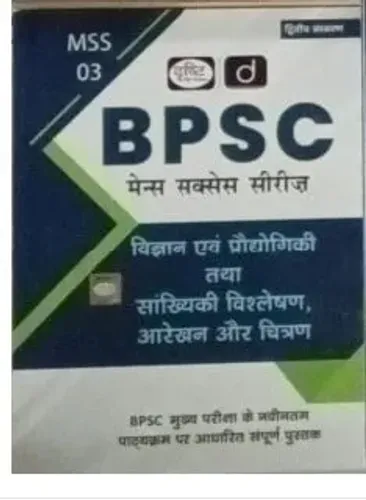 MSS
03
द्वितीय संस्करण
दृष्टि
d
BPSC
मेन्स सक्सेस सीरीज़
विज्ञान एवं प्रौद्योगिकी
तथा
सांख्यिकी विश्लेषण,
आरेखन और चित्रण
BPSC मुख्य परीक्षा के नवीनतम
पाठ्यक्रम पर आधारित संपूर्ण पुस्तक